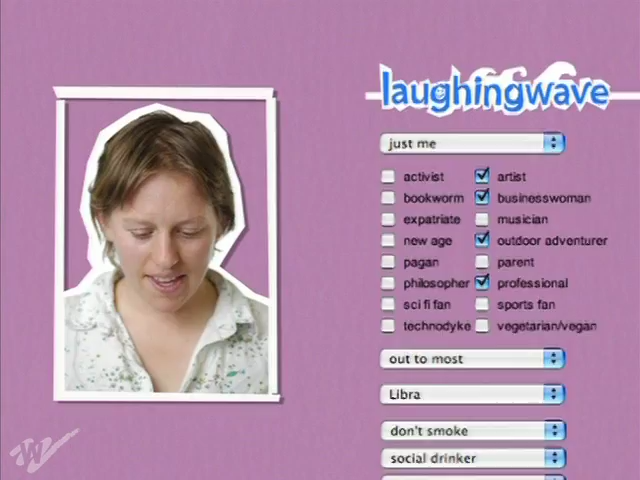 laughingwave
just me
activist artist
bookworm businesswoman
expatriate musician
new age outdoor adventurer
pagan parent
philosopher professional
sci fi fan sports fan
technodyke vegetarian/vegan
out to most
Libra
don't smoke
social drinker
W